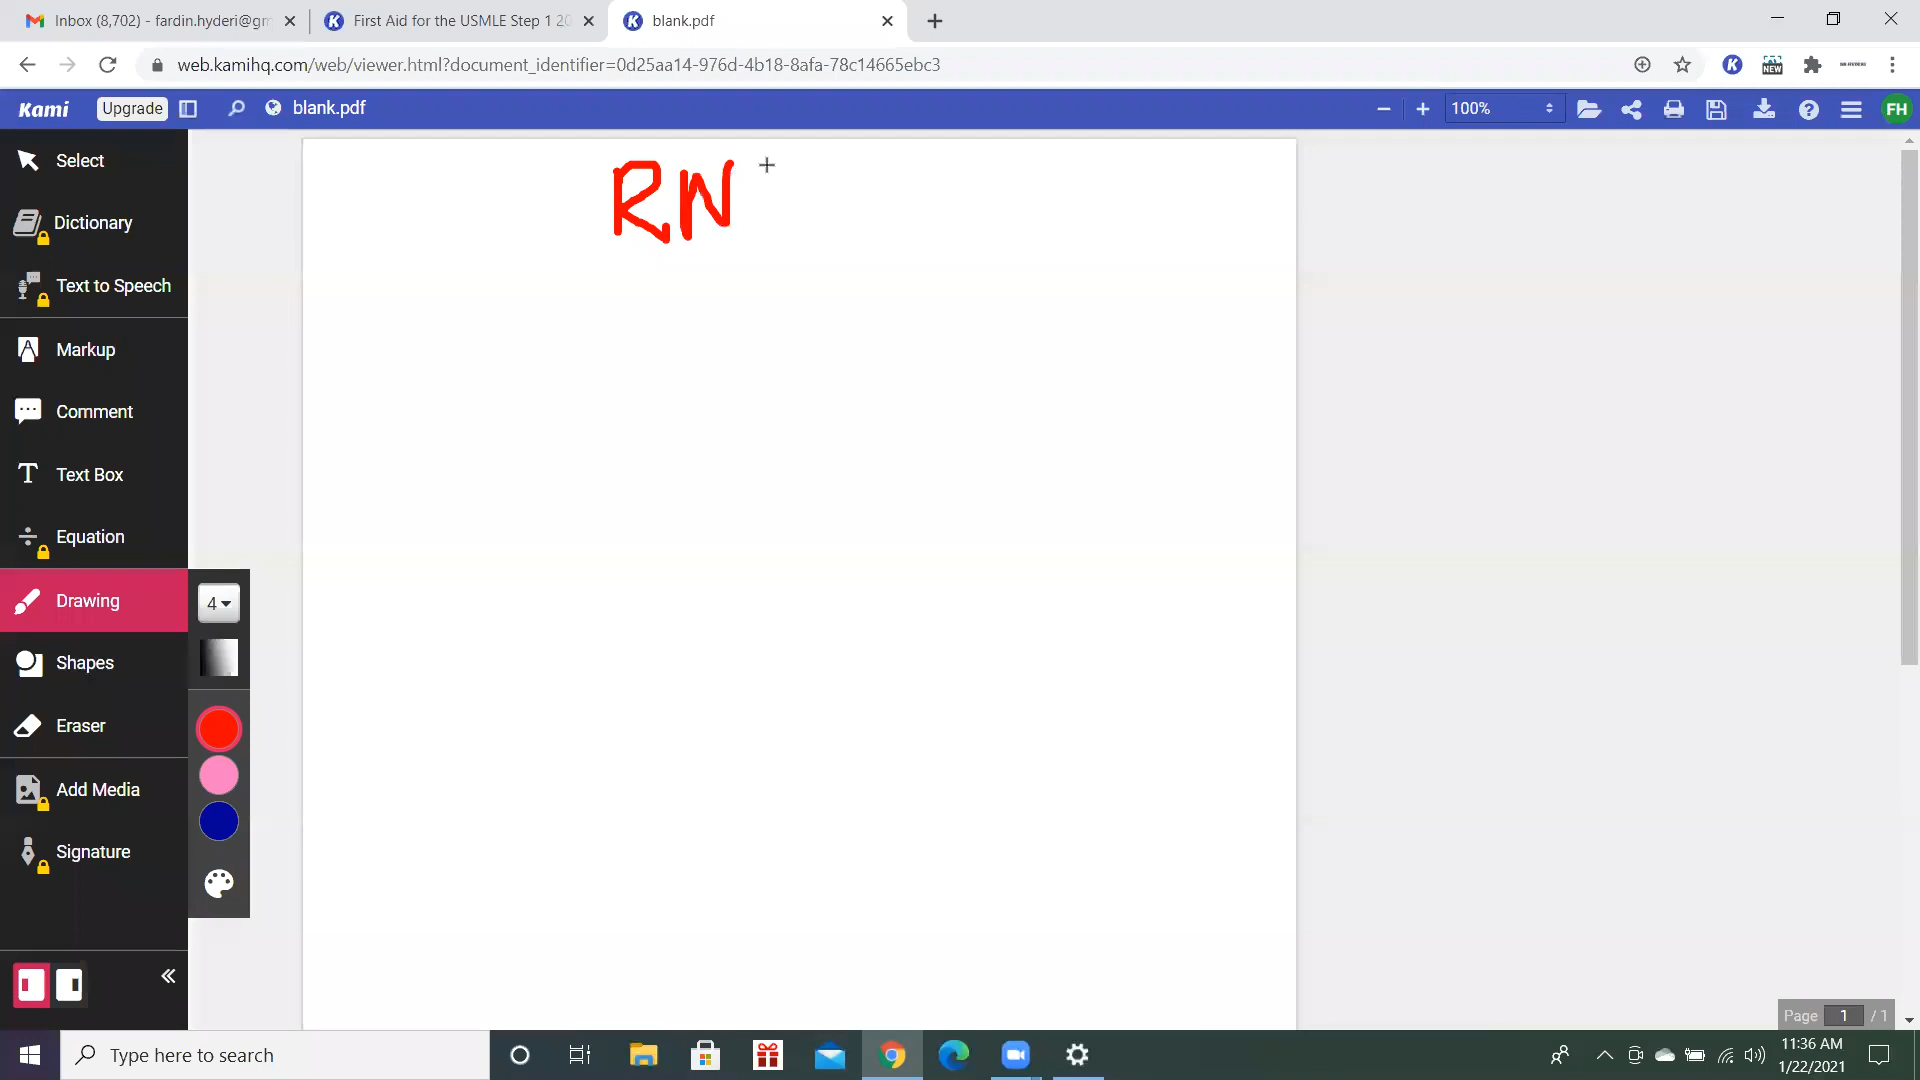 Inbox (8,702) - fardin.hyderi@gm
First Aid for the USMLE Step 1 20
blank.pdf
web.kamihq.com/web/viewer.html?document_identifier=0d25aa14-976d-4b18-8afa-78c14665ebc3
Kami
Upgrade
blank.pdf
100%
FH
Select
Dictionary
Text to Speech
Markup
Comment
Text Box
Equation
Drawing
Shapes
Eraser
Add Media
Signature
4
RN
Page 1 / 1
Type here to search
11:36 AM
1/22/2021